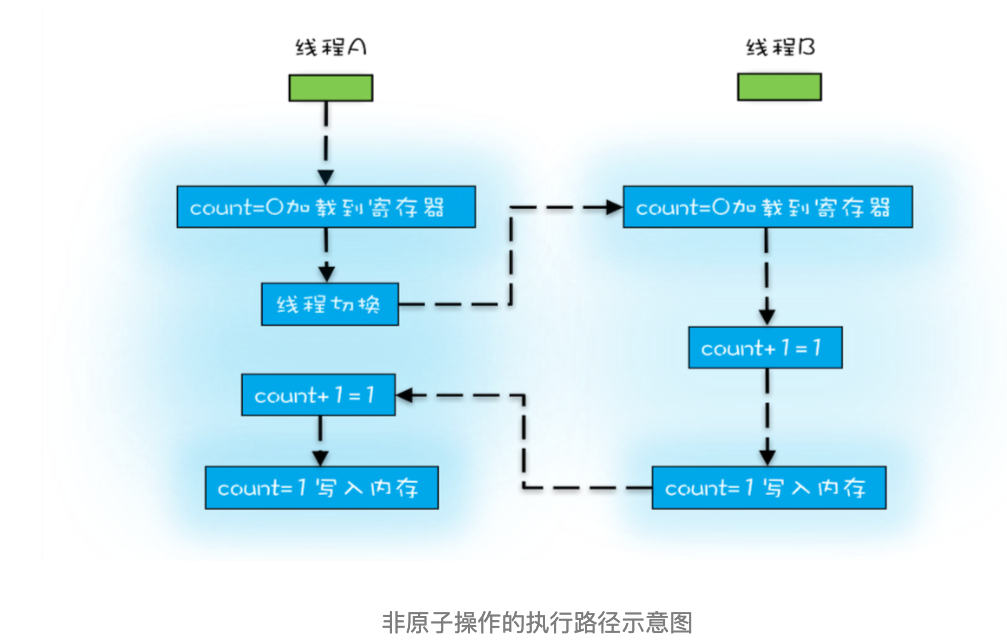 线程A
线程B
count=0加载到寄存器
count=0加载到寄存器
线程切换
count+1=1
count+1=1
count=1写入内存
count=1写入内存
非原子操作的执行路径示意图